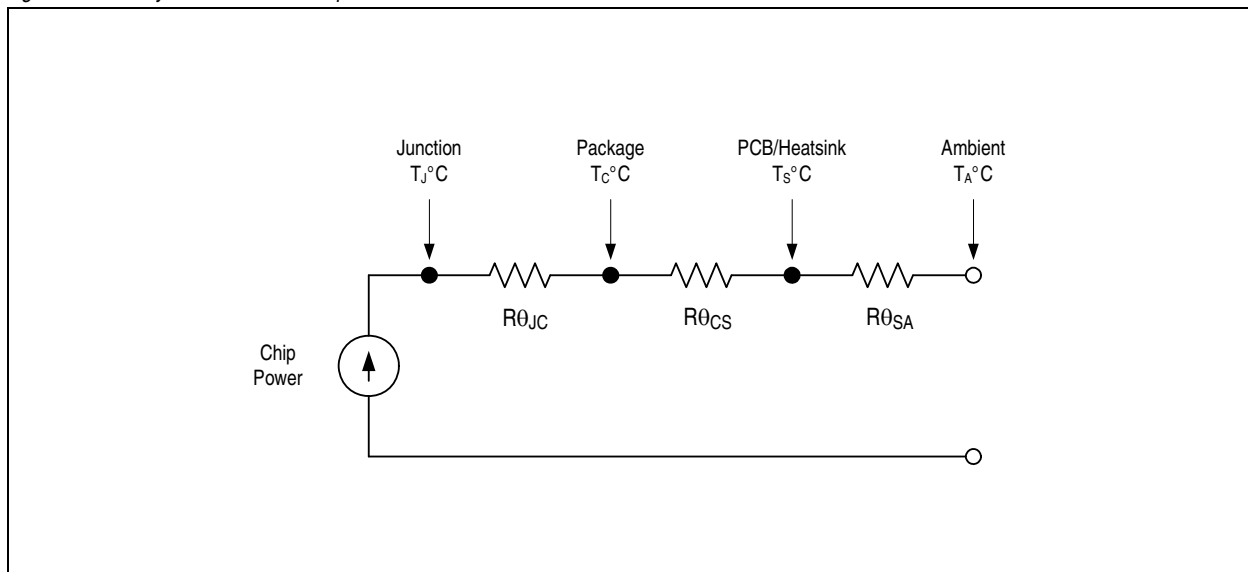 Junction
TJ°C
Package
TC°C
PCB/Heatsink
TS°C
Ambient
TA°C
RθJC
RθCS
RθSA
Chip
Power